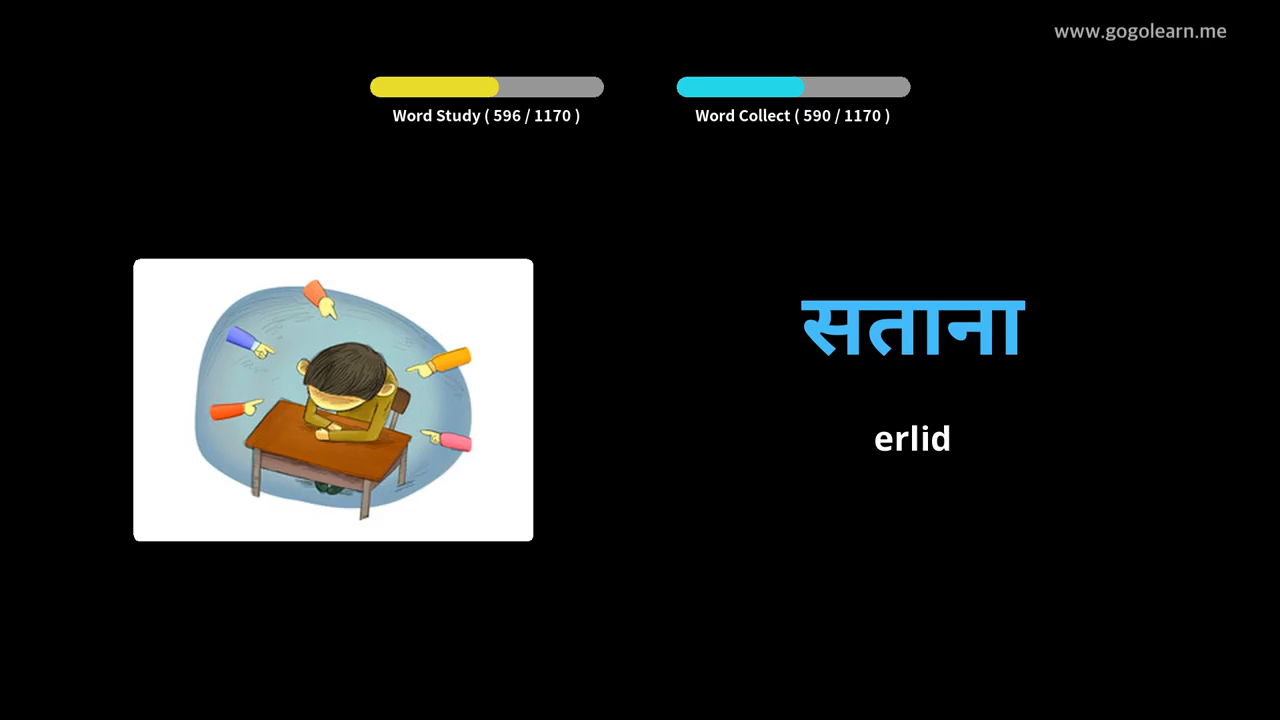 www.gogolearn.me
Word Study ( 596 / 1170 )
Word Collect ( 590 / 1170 )
सताना
erlid